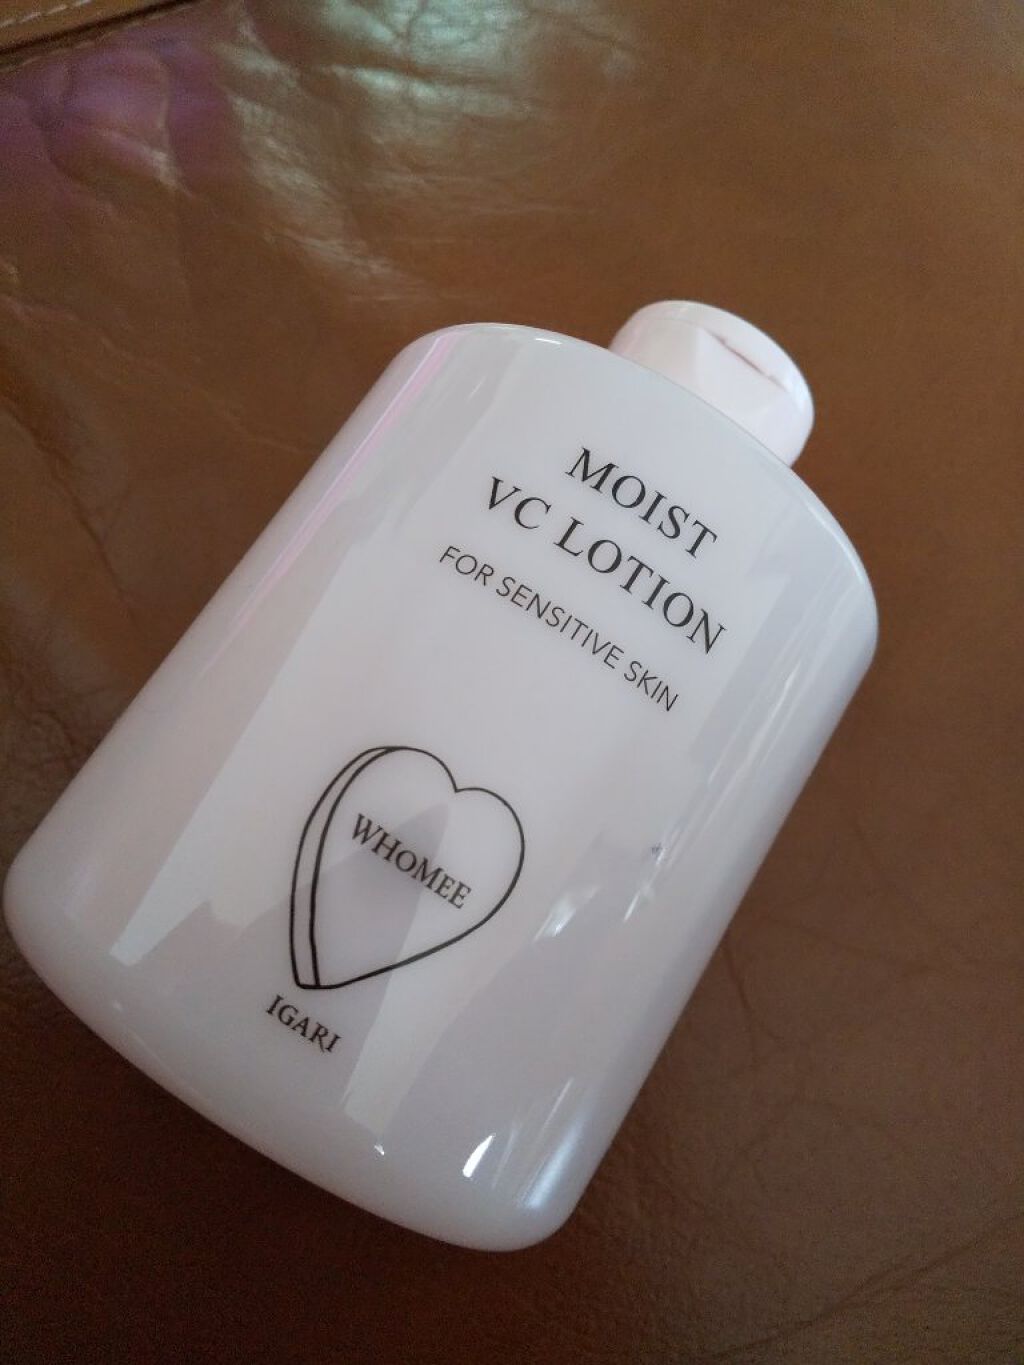 MOIST
VC LOTION
FOR SENSITIVE SKIN
WHOMEE
IGARI